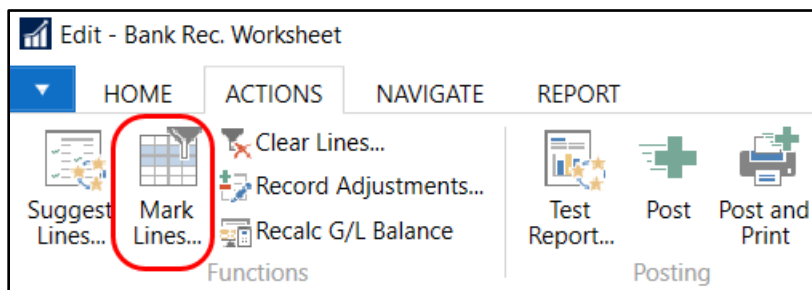 Edit - Bank Rec. Worksheet
HOME ACTIONS NAVIGATE REPORT
Suggest
Lines...
Mark
Lines...
Clear Lines...
Record Adjustments...
Recalc G/L Balance
Functions
Test
Report...
Post
Post and
Print
Posting